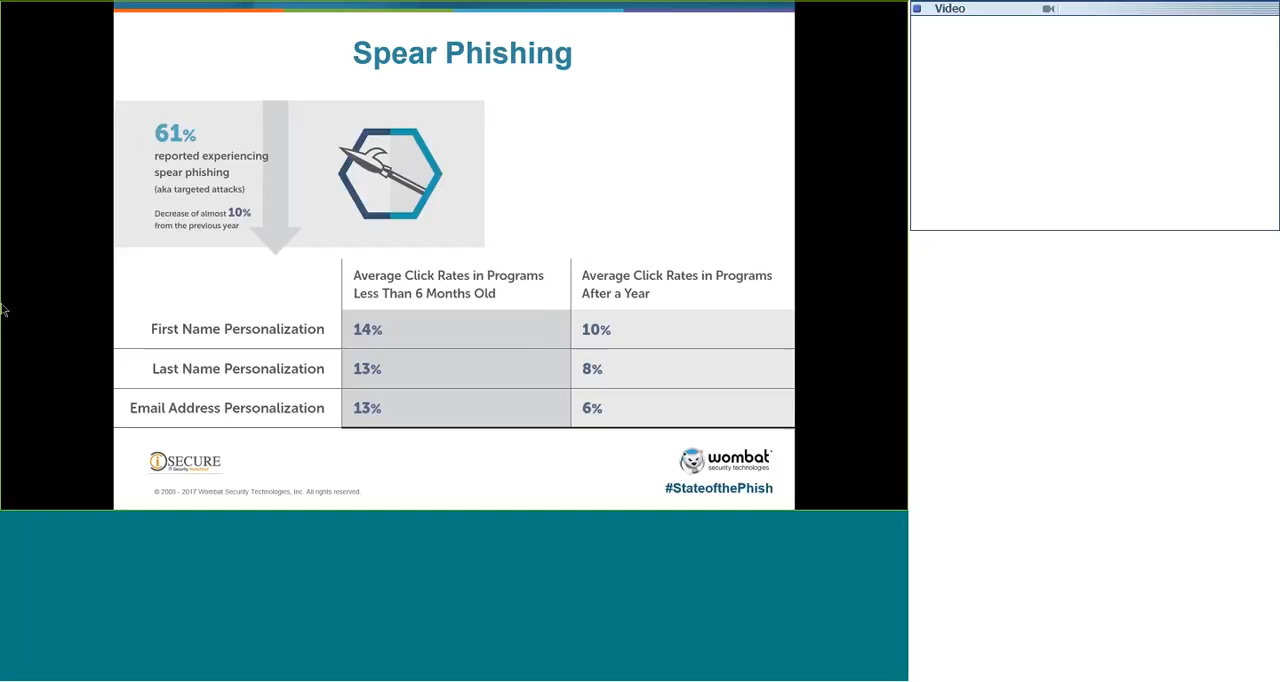 Video
Spear Phishing
61%
reported experiencing
spear phishing
(aka targeted attacks)
Decrease of almost 10%
from the previous year
Average Click Rates in Programs
Less Than 6 Months Old
Average Click Rates in Programs
After a Year
First Name Personalization 14% 10%
Last Name Personalization 13% 8%
Email Address Personalization 13% 6%
iSECURE
IT Security Redefined
wombat
security technologies
#StateofthePhish
© 2008 - 2017 Wombat Security Technologies, Inc. All rights reserved.